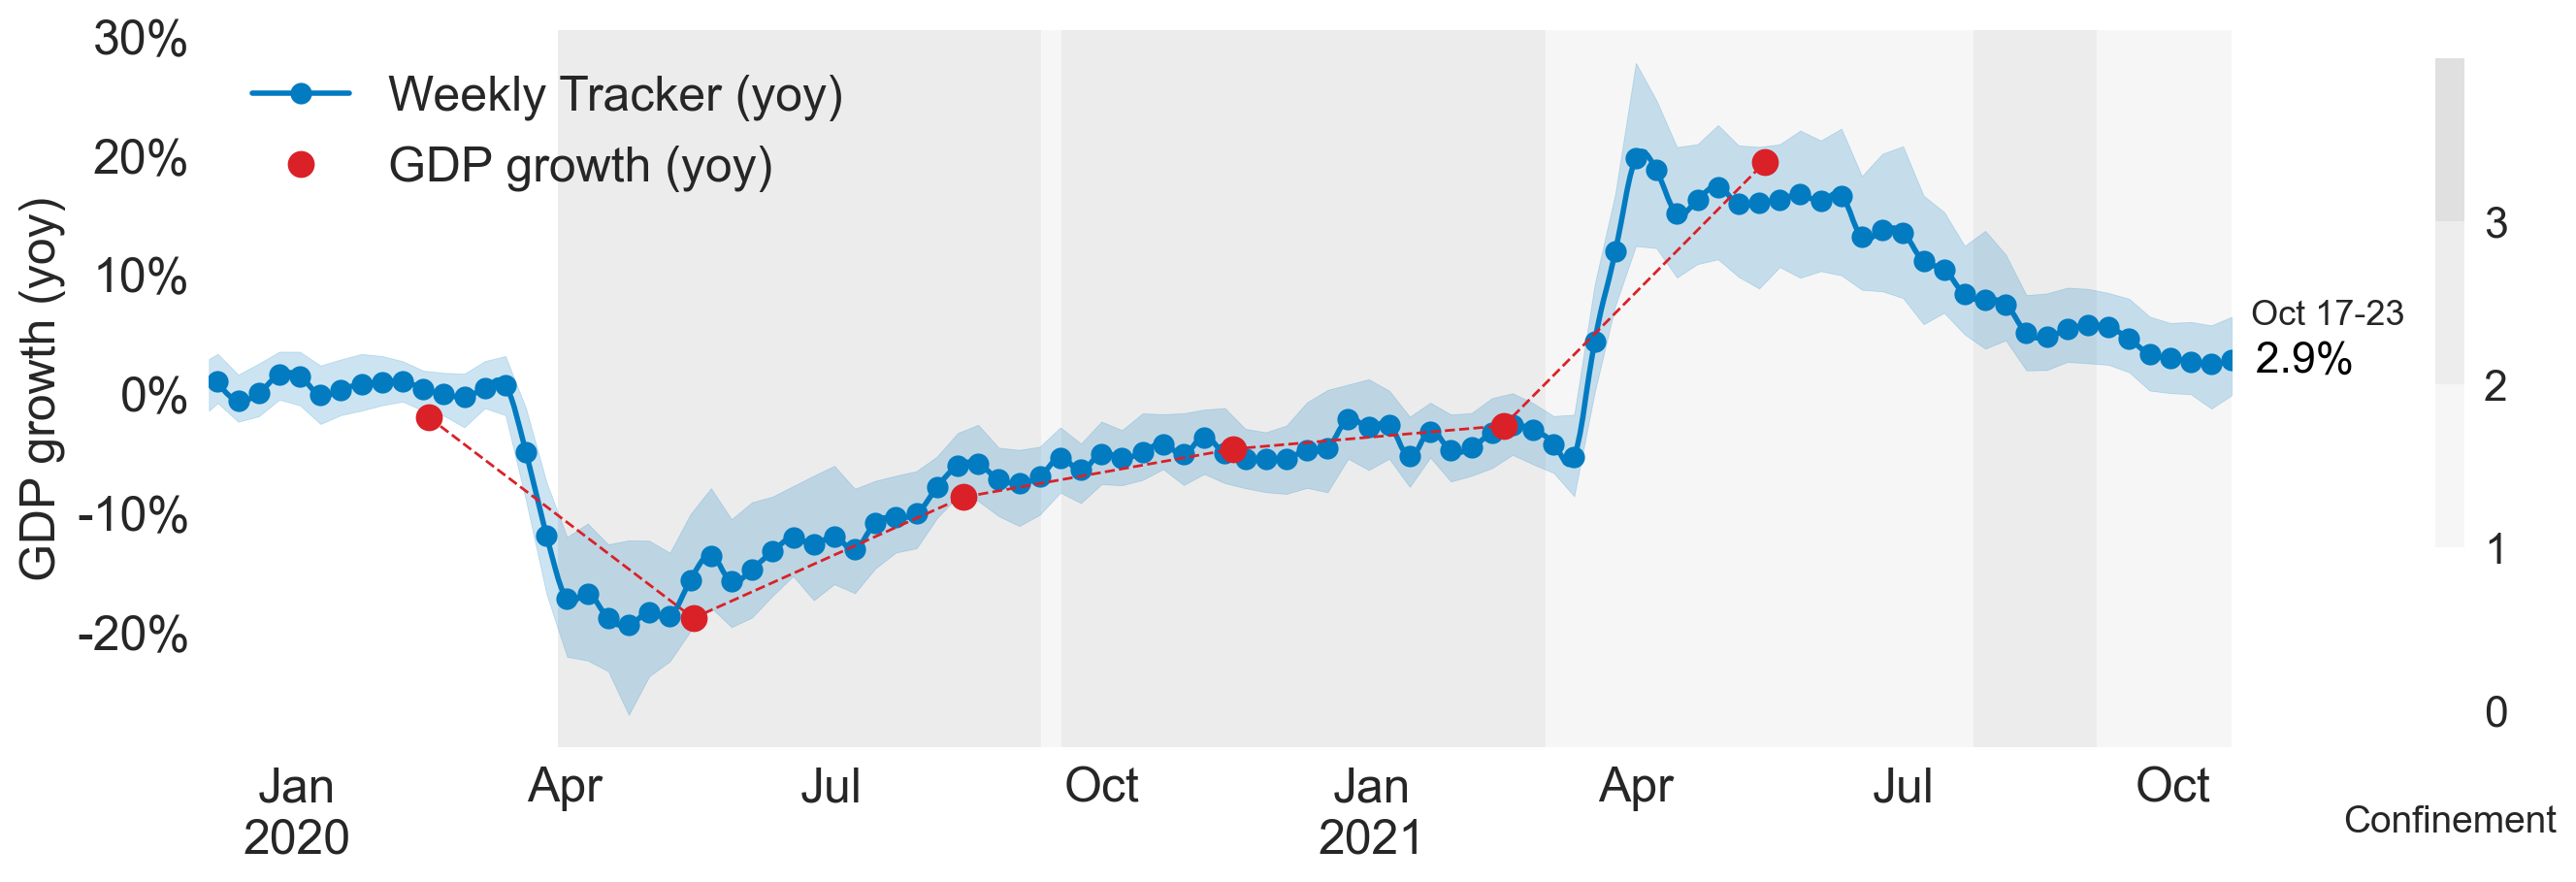 GDP growth (yoy)
30%
20%
10%
0%
-10%
-20%
Weekly Tracker (yoy)
GDP growth (yoy)
Oct 17-23
2.9%
Jan
2020
Apr
Jul
Oct
Jan
2021
Apr
Jul
Oct
3
2
1
0
Confinement